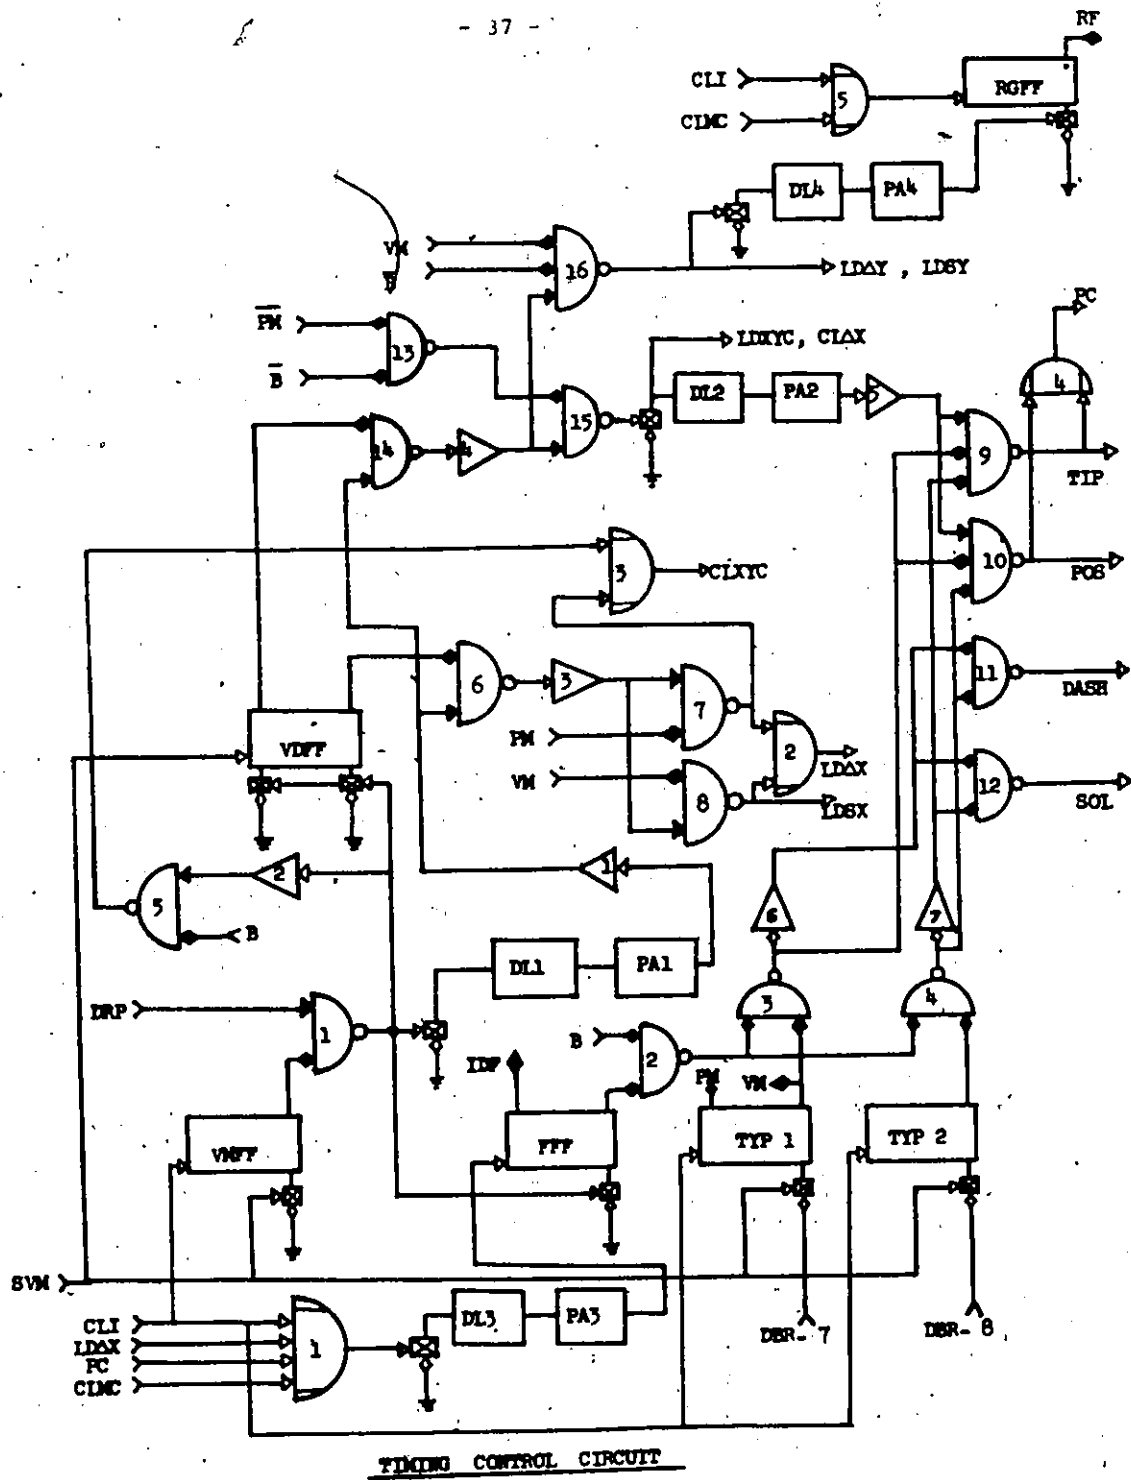 - 37 -
RF
CLI
5
RGFF
CLMC
DL4
PA4
VM
16
LDΔY , LDSY
PC
PM
13
LDXYC, CLΔX
B
DL2
PA2
4
15
14
4
9
TIP
3
CLXYC
10
POS
6
3
7
11
DASH
VDFF
PM
2
LDΔX
VM
8
12
SOL
LDSX
1
2
5
B
6
7
DL1
PA1
3
4
DRP
1
B
2
IDF
PM
VM
VMFF
FFF
TYP 1
TYP 2
SVM
DL3
PA3
CLI
LDΔX
PC
CLMC
1
DBR- 7
DBR- 8
TIMING CONTROL CIRCUIT